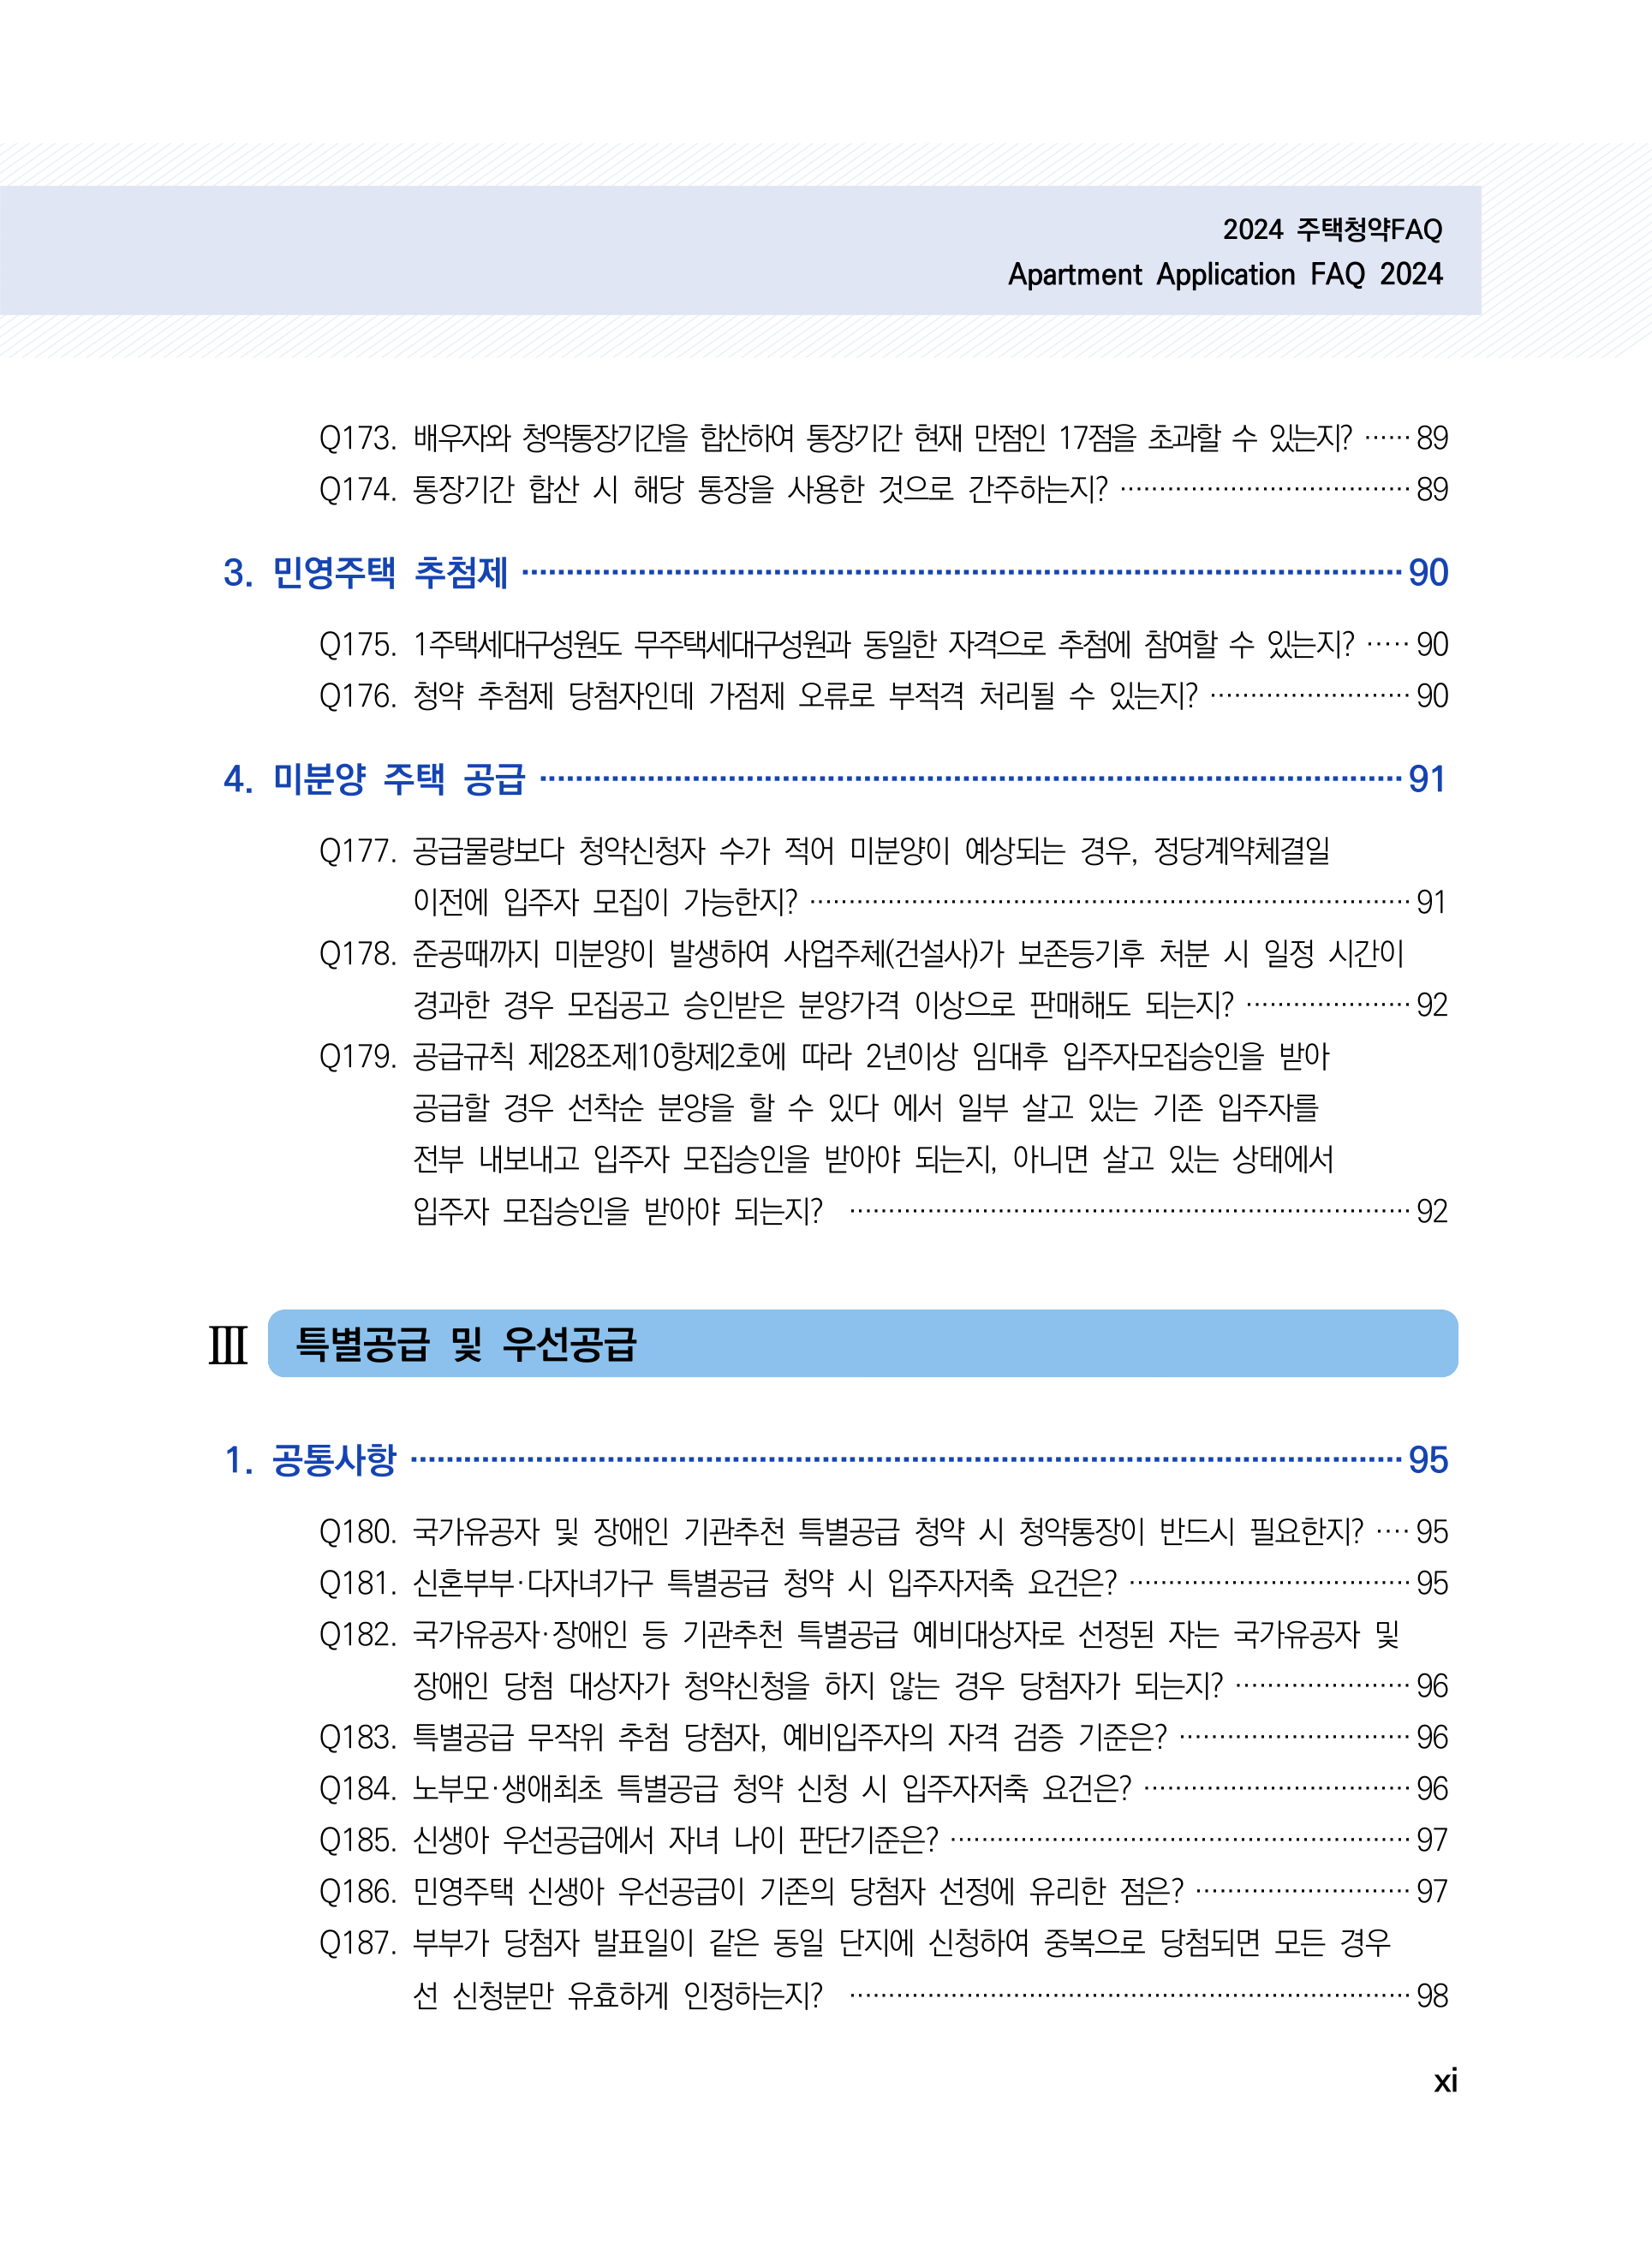 2024 주택청약FAQ
Apartment Application FAQ 2024
Q173. 배우자와 청약통장기간을 합산하여 통장기간 현재 만점인 17점을 초과할 수 있는지? ······ 89
Q174. 통장기간 합산 시 해당 통장을 사용한 것으로 간주하는지? ······ 89
3. 민영주택 추첨제 ······ 90
Q175. 1주택세대구성원도 무주택세대구성원과 동일한 자격으로 추첨에 참여할 수 있는지? ····· 90
Q176. 청약 추첨제 당첨자인데 가점제 오류로 부적격 처리될 수 있는지? ······ 90
4. 미분양 주택 공급 ······ 91
Q177. 공급물량보다 청약신청자 수가 적어 미분양이 예상되는 경우, 정당계약체결일
이전에 입주자 모집이 가능한지? ······ 91
Q178. 준공때까지 미분양이 발생하여 사업주체(건설사)가 보존등기후 처분 시 일정 시간이
경과한 경우 모집공고 승인받은 분양가격 이상으로 판매해도 되는지? ······ 92
Q179. 공급규칙 제28조제10항제2호에 따라 2년이상 임대후 입주자모집승인을 받아
공급할 경우 선착순 분양을 할 수 있다 에서 일부 살고 있는 기존 입주자를
전부 내보내고 입주자 모집승인을 받아야 되는지, 아니면 살고 있는 상태에서
입주자 모집승인을 받아야 되는지? ······ 92
Ⅲ 특별공급 및 우선공급
1. 공통사항 ······ 95
Q180. 국가유공자 및 장애인 기관추천 특별공급 청약 시 청약통장이 반드시 필요한지? ···· 95
Q181. 신혼부부·다자녀가구 특별공급 청약 시 입주자저축 요건은? ······ 95
Q182. 국가유공자·장애인 등 기관추천 특별공급 예비대상자로 선정된 자는 국가유공자 및
장애인 당첨 대상자가 청약신청을 하지 않는 경우 당첨자가 되는지? ······ 96
Q183. 특별공급 무작위 추첨 당첨자, 예비입주자의 자격 검증 기준은? ······ 96
Q184. 노부모·생애최초 특별공급 청약 신청 시 입주자저축 요건은? ······ 96
Q185. 신생아 우선공급에서 자녀 나이 판단기준은? ······ 97
Q186. 민영주택 신생아 우선공급이 기존의 당첨자 선정에 유리한 점은? ······ 97
Q187. 부부가 당첨자 발표일이 같은 동일 단지에 신청하여 중복으로 당첨되면 모든 경우
선 신청분만 유효하게 인정하는지? ······ 98
xi